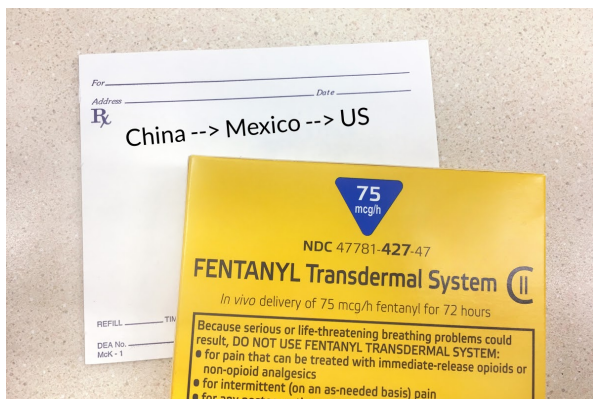 For
Address
Date
Rx
China --> Mexico --> US
75
mcg/h
NDC 47781-427-47
FENTANYL Transdermal System CII
In vivo delivery of 75 mcg/h fentanyl for 72 hours
Because serious or life-threatening breathing problems could
result, DO NOT USE FENTANYL TRANSDERMAL SYSTEM:
• for pain that can be treated with immediate-release opioids or
non-opioid analgesics
• for intermittent (on an as-needed basis) pain
REFILL
DEA No.
McK - 1